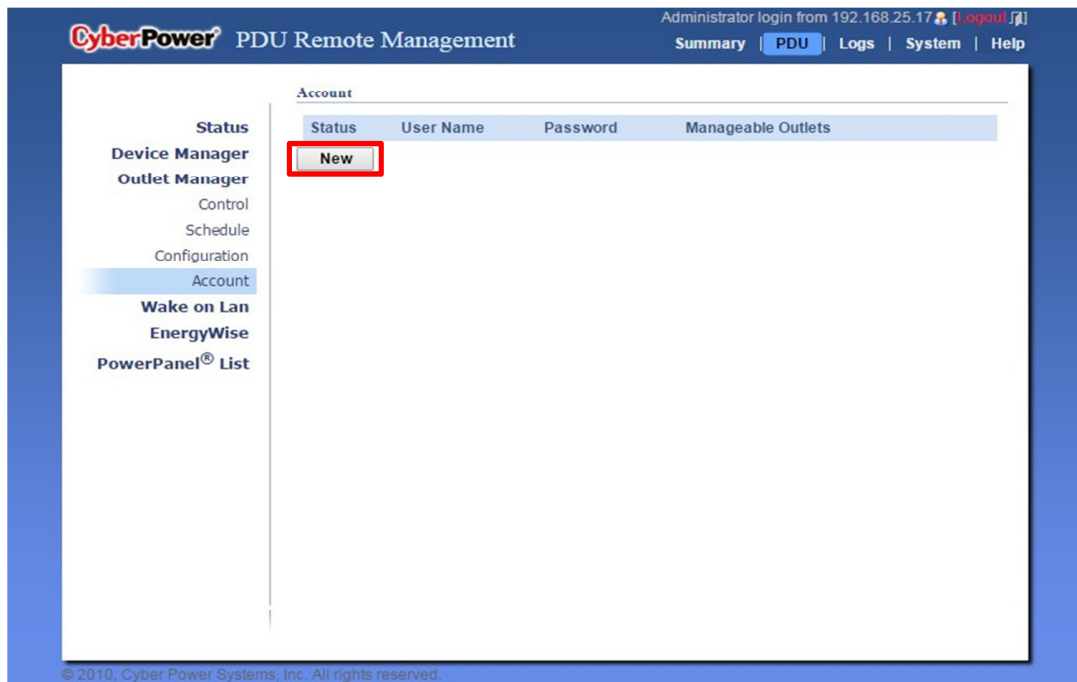 Administrator login from 192.168.25.17 [Logout]
CyberPower® PDU Remote Management
Summary | PDU | Logs | System | Help
Account
Status User Name Password Manageable Outlets
New
Status
Device Manager
Outlet Manager
Control
Schedule
Configuration
Account
Wake on Lan
EnergyWise
PowerPanel® List
© 2010, Cyber Power Systems, Inc. All rights reserved.